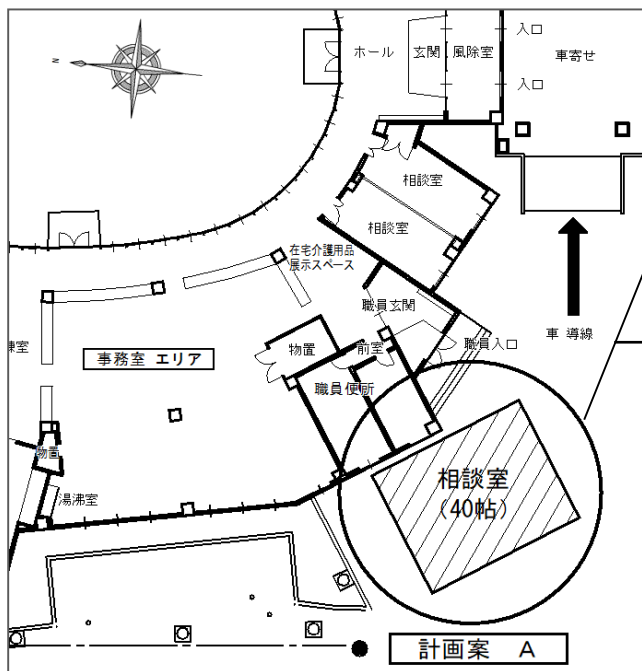 N
ホール
玄関
風除室
入口
入口
車寄せ
相談室
相談室
在宅介護用品
展示スペース
職員玄関
職員入口
車 導線
物置
前室
職員便所
事務室 エリア
物置
湯沸室
相談室
(40帖)
計画案 A